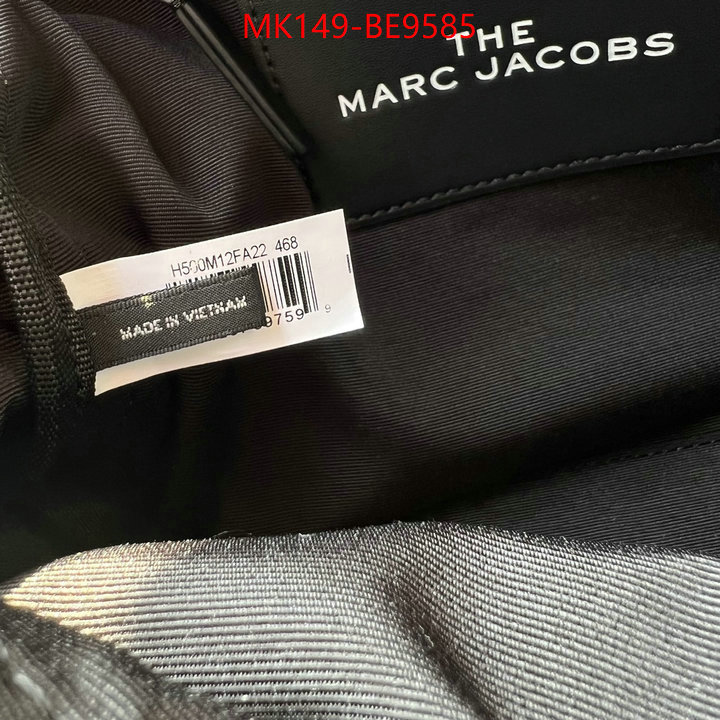 MK149-BE9585
THE
MARC JACOBS
H500M12FA22 468
MADE IN VIETNAM
9759 9